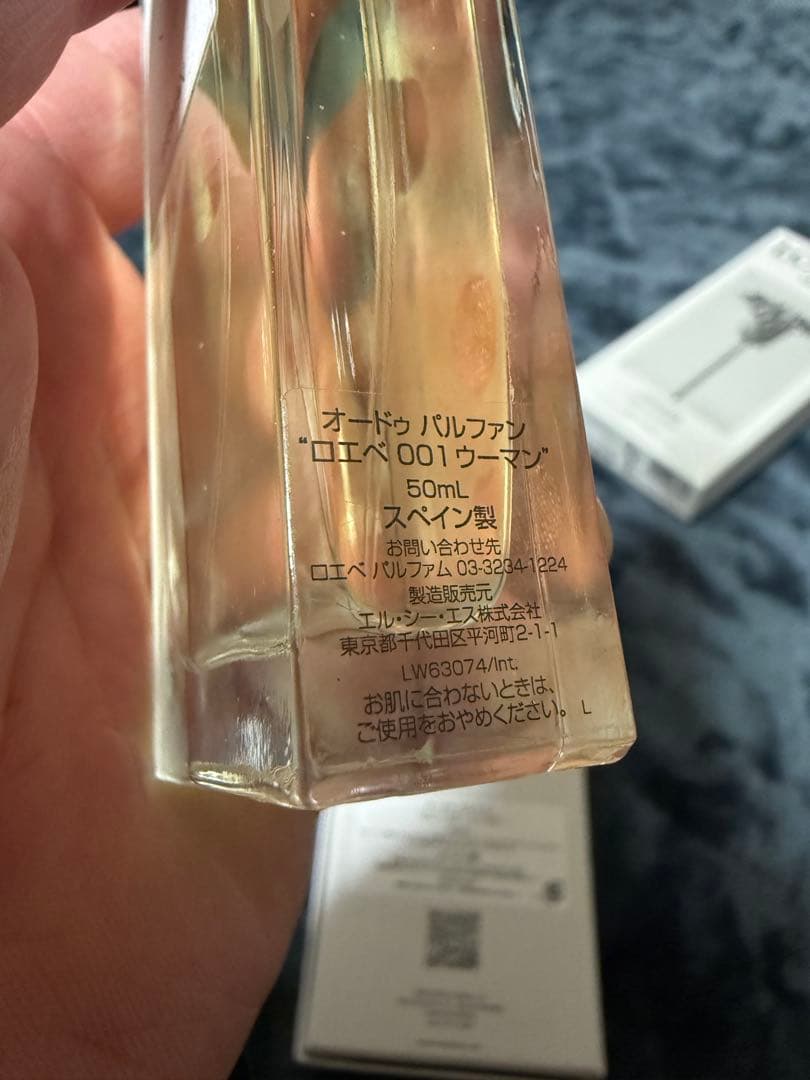 オードゥ パルファン
“ロエベ 001ウーマン”
50mL
スペイン製
お問い合わせ先
ロエベ パルファム 03-3234-1224
製造販売元
エル・シー・エス株式会社
東京都千代田区平河町2-1-1
LW63074/Int.
お肌に合わないときは、
ご使用をおやめください。 L